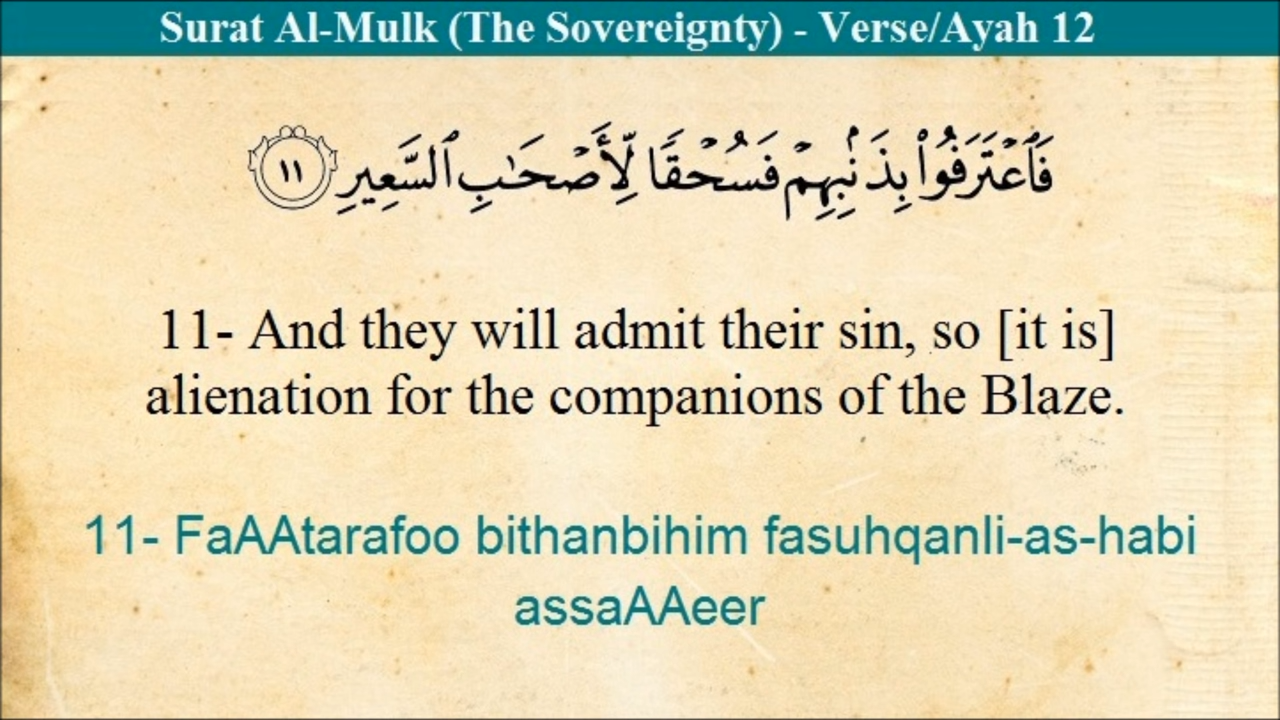 Surat Al-Mulk (The Sovereignty) - Verse/Ayah 12
فَٱعۡتَرَفُواْ بِذَنۢبِهِمۡ فَسُحۡقٗا لِّأَصۡحَٰبِ ٱلسَّعِيرِ ١١
11- And they will admit their sin, so [it is]
alienation for the companions of the Blaze.
11- FaAAtarafoo bithanbihim fasuhqanli-as-habi
assaAAeer